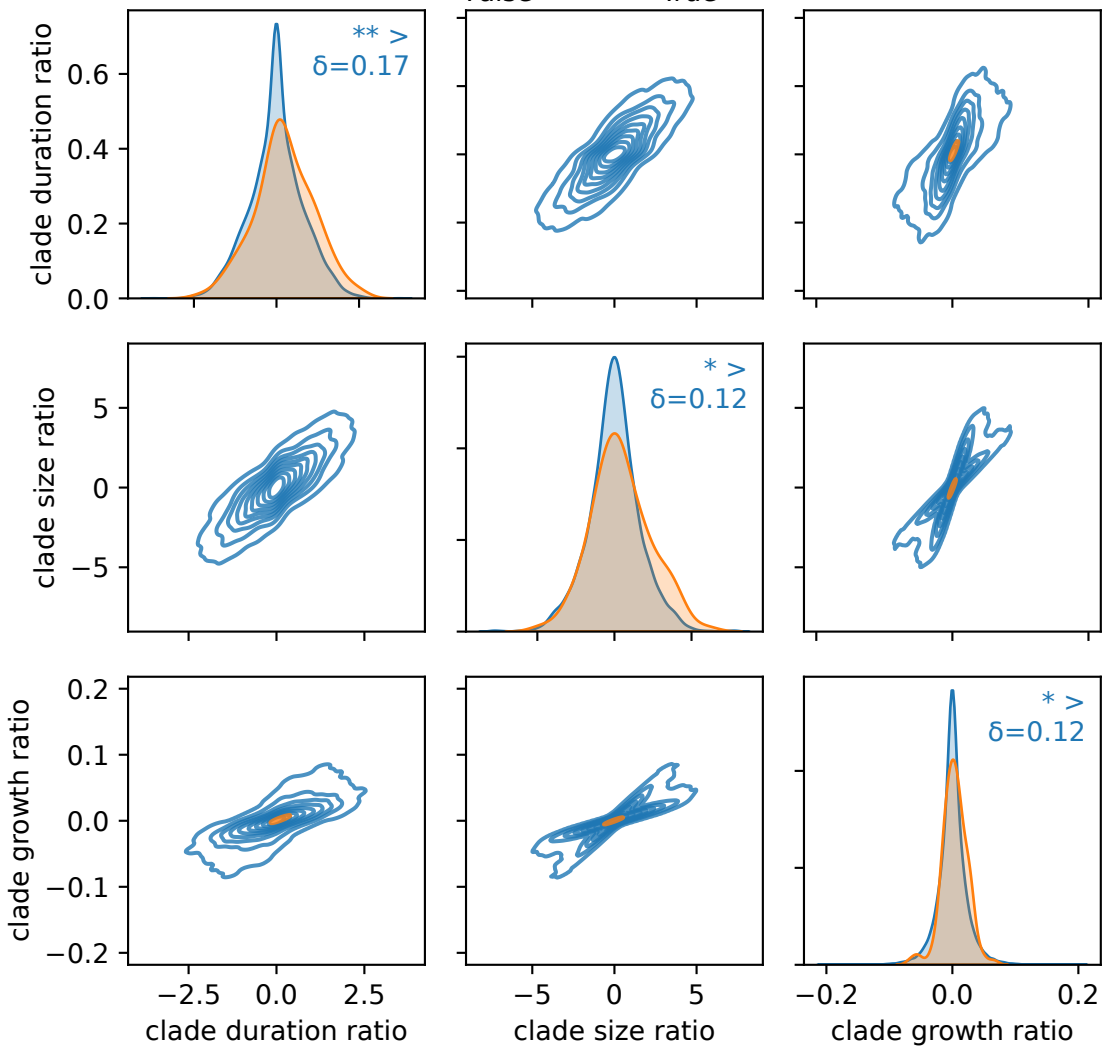 clade duration ratio
0.6
0.4
0.2
0.0
** >
δ=0.17
clade size ratio
5
0
−5
* >
δ=0.12
clade growth ratio
0.2
0.1
0.0
−0.1
−0.2
* >
δ=0.12
−2.5 0.0 2.5
clade duration ratio
−5 0 5
clade size ratio
−0.2 0.0 0.2
clade growth ratio